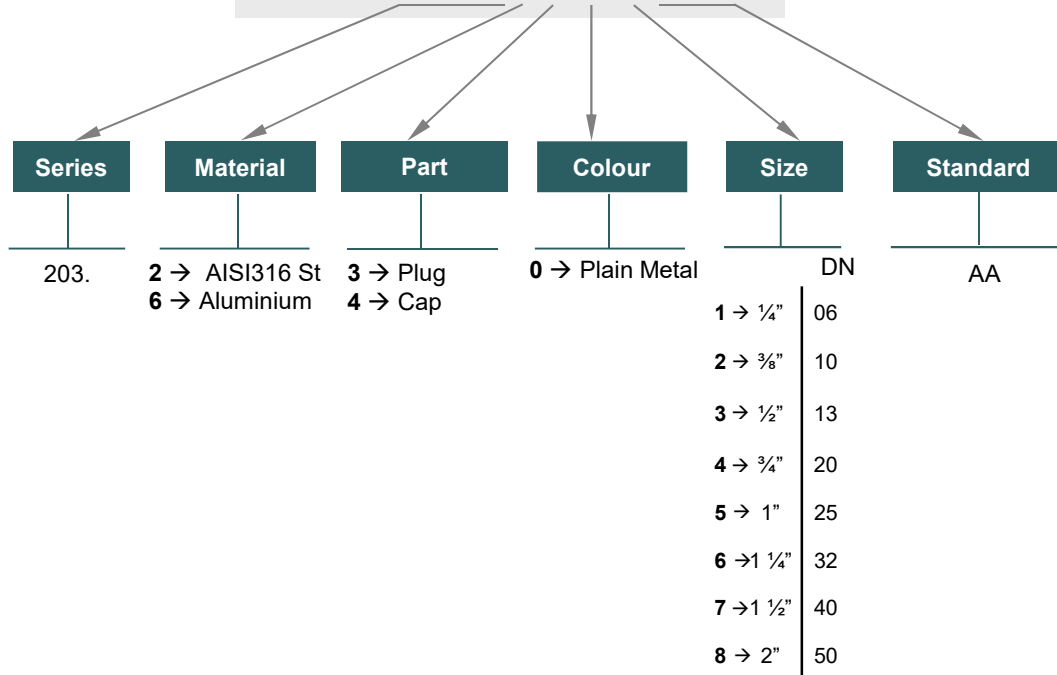 Series Material Part Colour Size Standard
203. 2 → AISI316 St 3 → Plug 0 → Plain Metal DN AA
6 → Aluminium 4 → Cap
1 → ¼” 06
2 → ⅜” 10
3 → ½” 13
4 → ¾” 20
5 → 1” 25
6 →1 ¼” 32
7 →1 ½” 40
8 → 2” 50